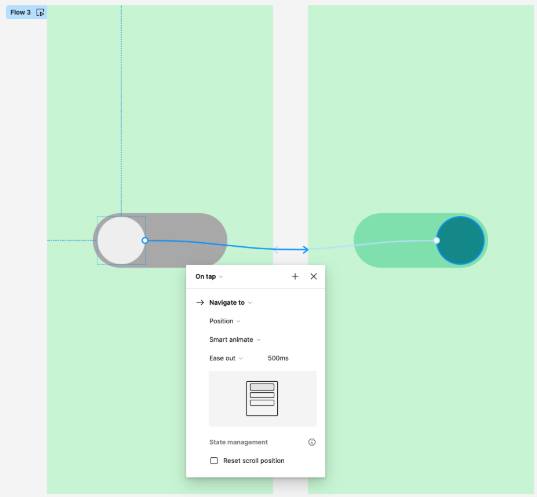 Flow 3
On tap
Navigate to
Position
Smart animate
Ease out 500ms
State management
Reset scroll position